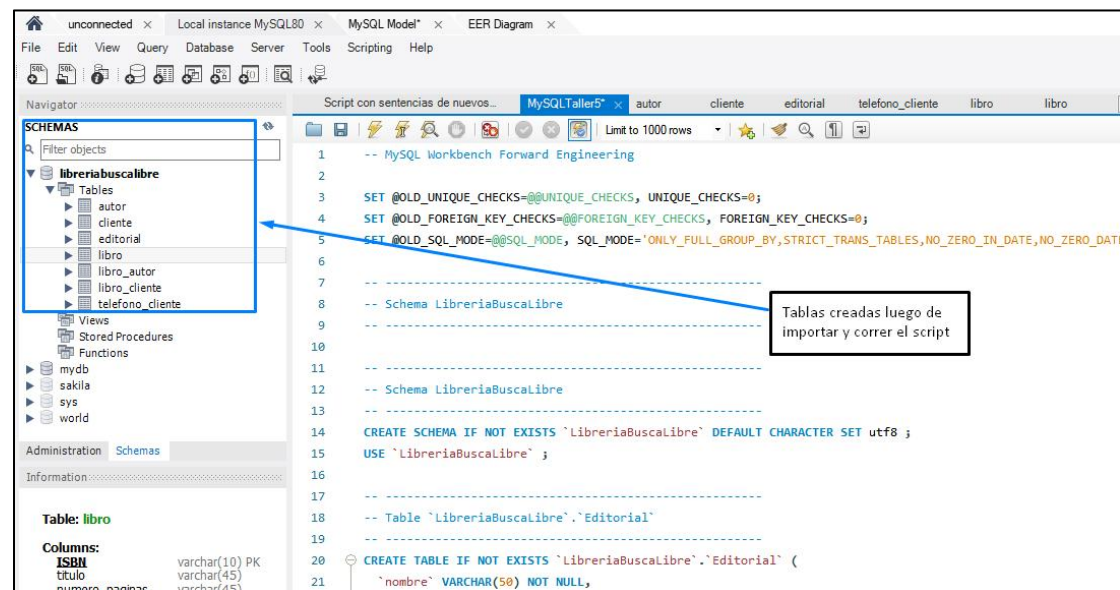 unconnected
Local instance MySQL80
MySQL Model*
EER Diagram
File Edit View Query Database Server Tools Scripting Help
Navigator
SCHEMAS
Filter objects
libreriabuscalibre
Tables
autor
cliente
editorial
libro
libro_autor
libro_cliente
telefono_cliente
Views
Stored Procedures
Functions
mydb
sakila
sys
world
Administration Schemas
Information
Table: libro
Columns:
ISBN varchar(10) PK
titulo varchar(45)
numero_paginas varchar(45)
Script con sentencias de nuevos...
MySQLTaller5*
autor
cliente
editorial
telefono_cliente
libro
libro
Limit to 1000 rows
1 -- MySQL Workbench Forward Engineering
2
3 SET @OLD_UNIQUE_CHECKS=@@UNIQUE_CHECKS, UNIQUE_CHECKS=0;
4 SET @OLD_FOREIGN_KEY_CHECKS=@@FOREIGN_KEY_CHECKS, FOREIGN_KEY_CHECKS=0;
5 SET @OLD_SQL_MODE=@@SQL_MODE, SQL_MODE='ONLY_FULL_GROUP_BY,STRICT_TRANS_TABLES,NO_ZERO_IN_DATE,NO_ZERO_DATE
6
7 -- -----------------------------------------------------
8 -- Schema LibreriaBuscaLibre
9 -- -----------------------------------------------------
10
11 -- -----------------------------------------------------
12 -- Schema LibreriaBuscaLibre
13 -- -----------------------------------------------------
14 CREATE SCHEMA IF NOT EXISTS `LibreriaBuscaLibre` DEFAULT CHARACTER SET utf8 ;
15 USE `LibreriaBuscaLibre` ;
16
17 -- -----------------------------------------------------
18 -- Table `LibreriaBuscaLibre`.`Editorial`
19 -- -----------------------------------------------------
20 CREATE TABLE IF NOT EXISTS `LibreriaBuscaLibre`.`Editorial` (
21 `nombre` VARCHAR(50) NOT NULL,
Tablas creadas luego de
importar y correr el script